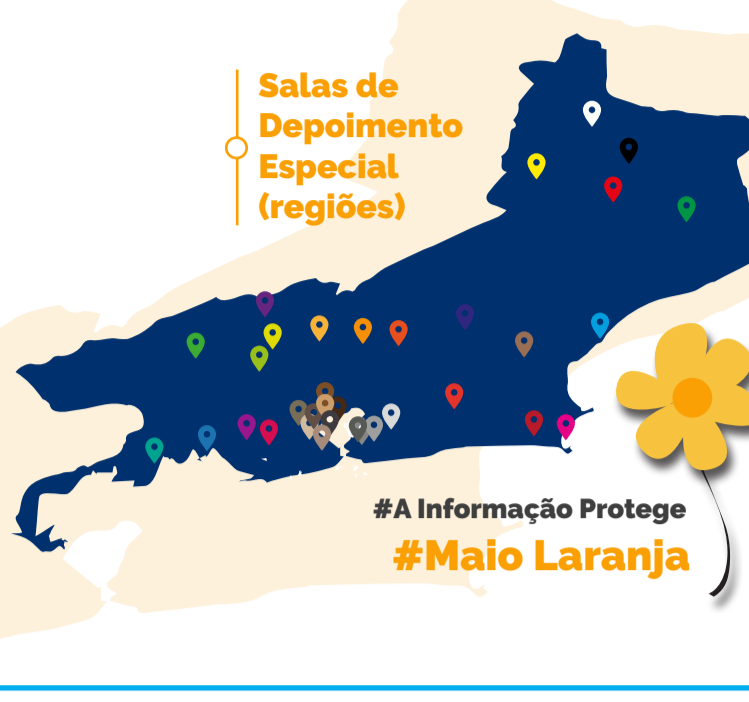 Salas de
Depoimento
Especial
(regiões)
#A Informação Protege
#Maio Laranja